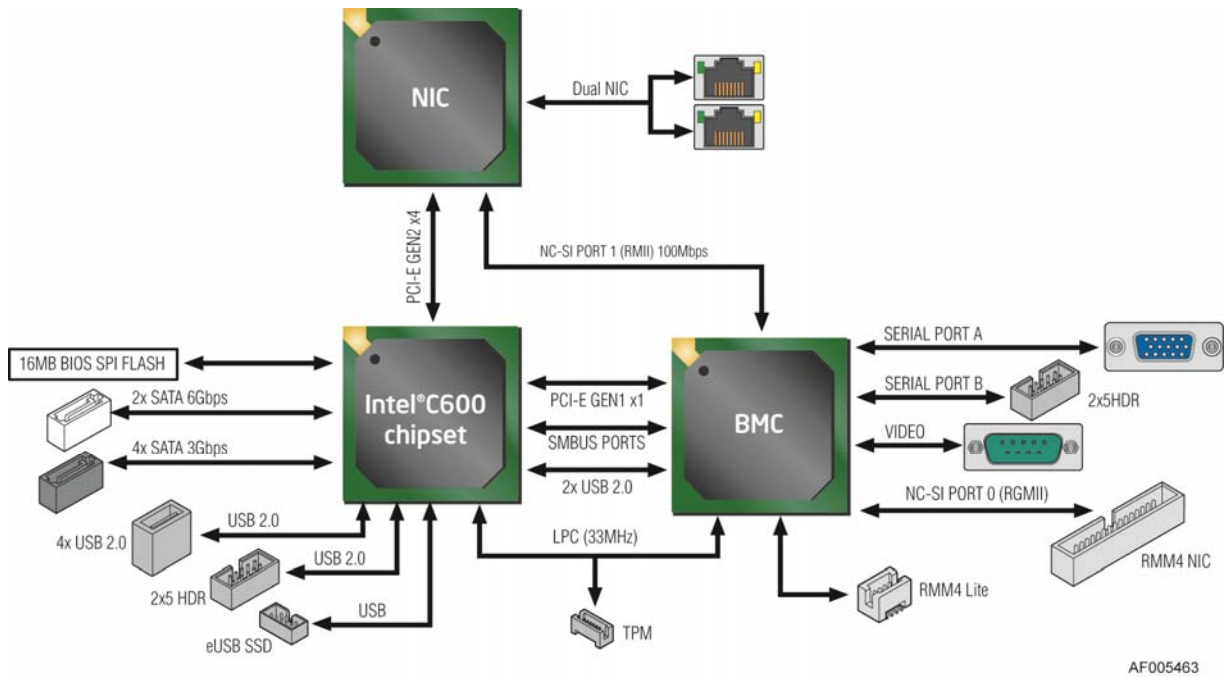 NIC
Dual NIC
PCI-E GEN2 x4
NC-SI PORT 1 (RMII) 100Mbps
16MB BIOS SPI FLASH
2x SATA 6Gbps
4x SATA 3Gbps
Intel®C600
chipset
PCI-E GEN1 x1
SMBUS PORTS
2x USB 2.0
BMC
SERIAL PORT A
SERIAL PORT B
2x5HDR
VIDEO
NC-SI PORT 0 (RGMII)
RMM4 NIC
4x USB 2.0
USB 2.0
2x5 HDR
USB 2.0
eUSB SSD
USB
LPC (33MHz)
TPM
RMM4 Lite
AF005463